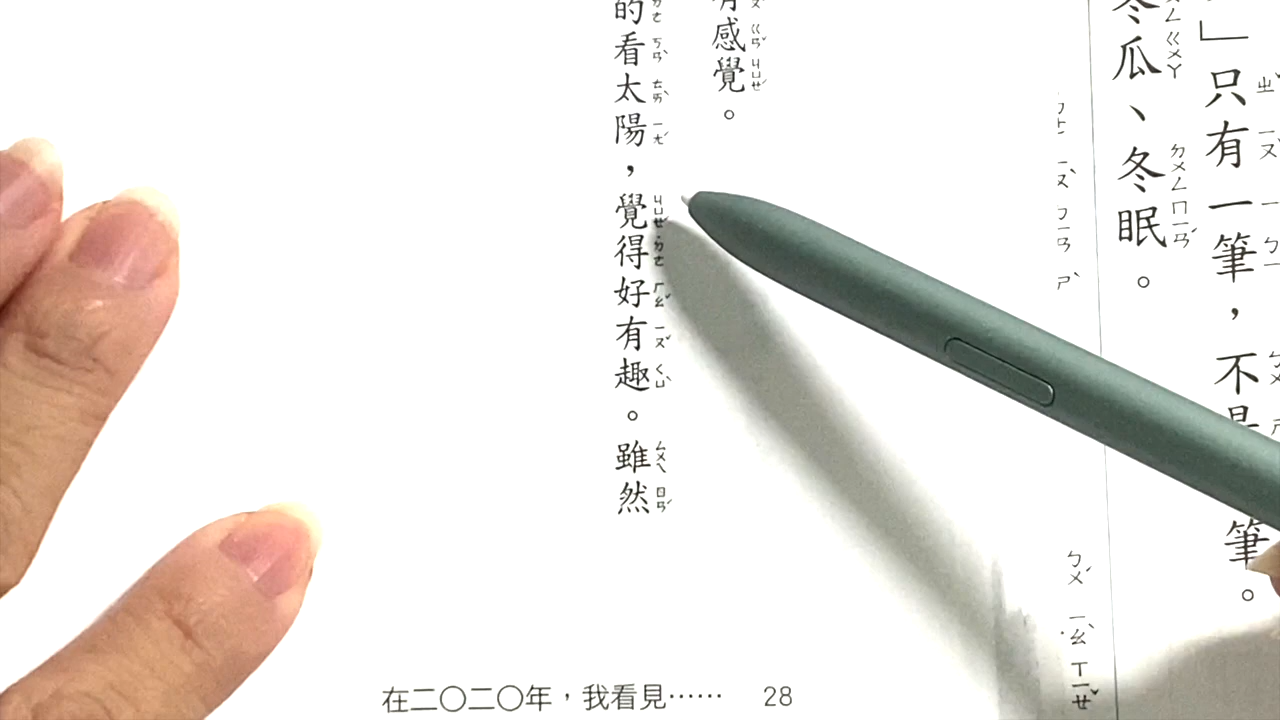 」只有一筆，不是筆。
冬瓜、冬眠。
有感覺。
的看太陽，覺得好有趣。雖然
在二〇二〇年，我看見⋯⋯ 28